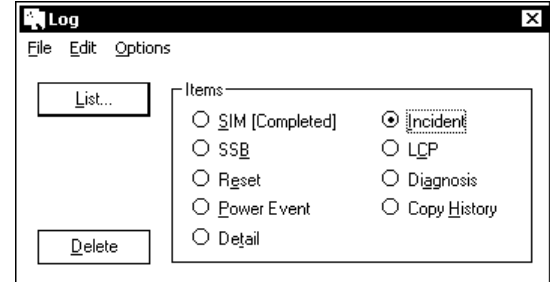 Log
File Edit Options
List...
Items
SIM [Completed] Incident
SSB LCP
Reset Diagnosis
Power Event Copy History
Detail
Delete